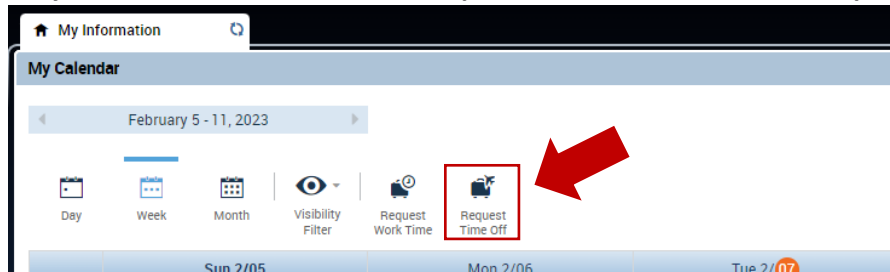 My Information
My Calendar
February 5 - 11, 2023
Day
Week
Month
Visibility
Filter
Request
Work Time
Request
Time Off
Sun 2/05
Mon 2/06
Tue 2/07